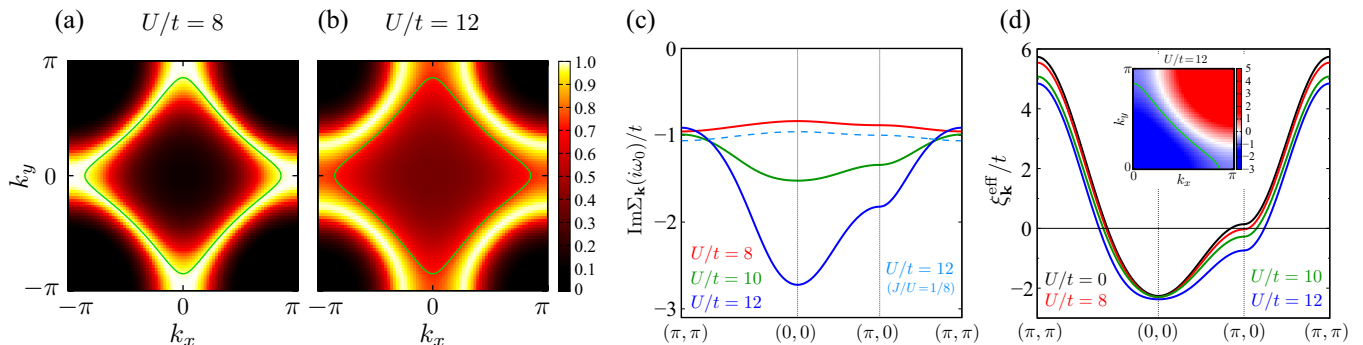 (a)
U/t = 8
(b)
U/t = 12
π
0
−π
k_y
−π
0
π
k_x
−π
0
π
k_x
1.0
0.9
0.8
0.7
0.6
0.5
0.4
0.3
0.2
0.1
0
(c)
0
-1
-2
-3
ImΣ_𝐤(iω₀)/t
U/t = 8
U/t = 10
U/t = 12
U/t = 12
(J/U = 1/8)
(π, π)
(0, 0)
(π, 0)
(π, π)
(d)
6
4
2
0
-2
ξ_𝐤^eff/t
U/t=12
π
k_y
0
0
k_x
π
5
4
3
2
1
0
−1
−2
−3
U/t = 0
U/t = 8
U/t = 10
U/t = 12
(π, π)
(0, 0)
(π, 0)
(π, π)